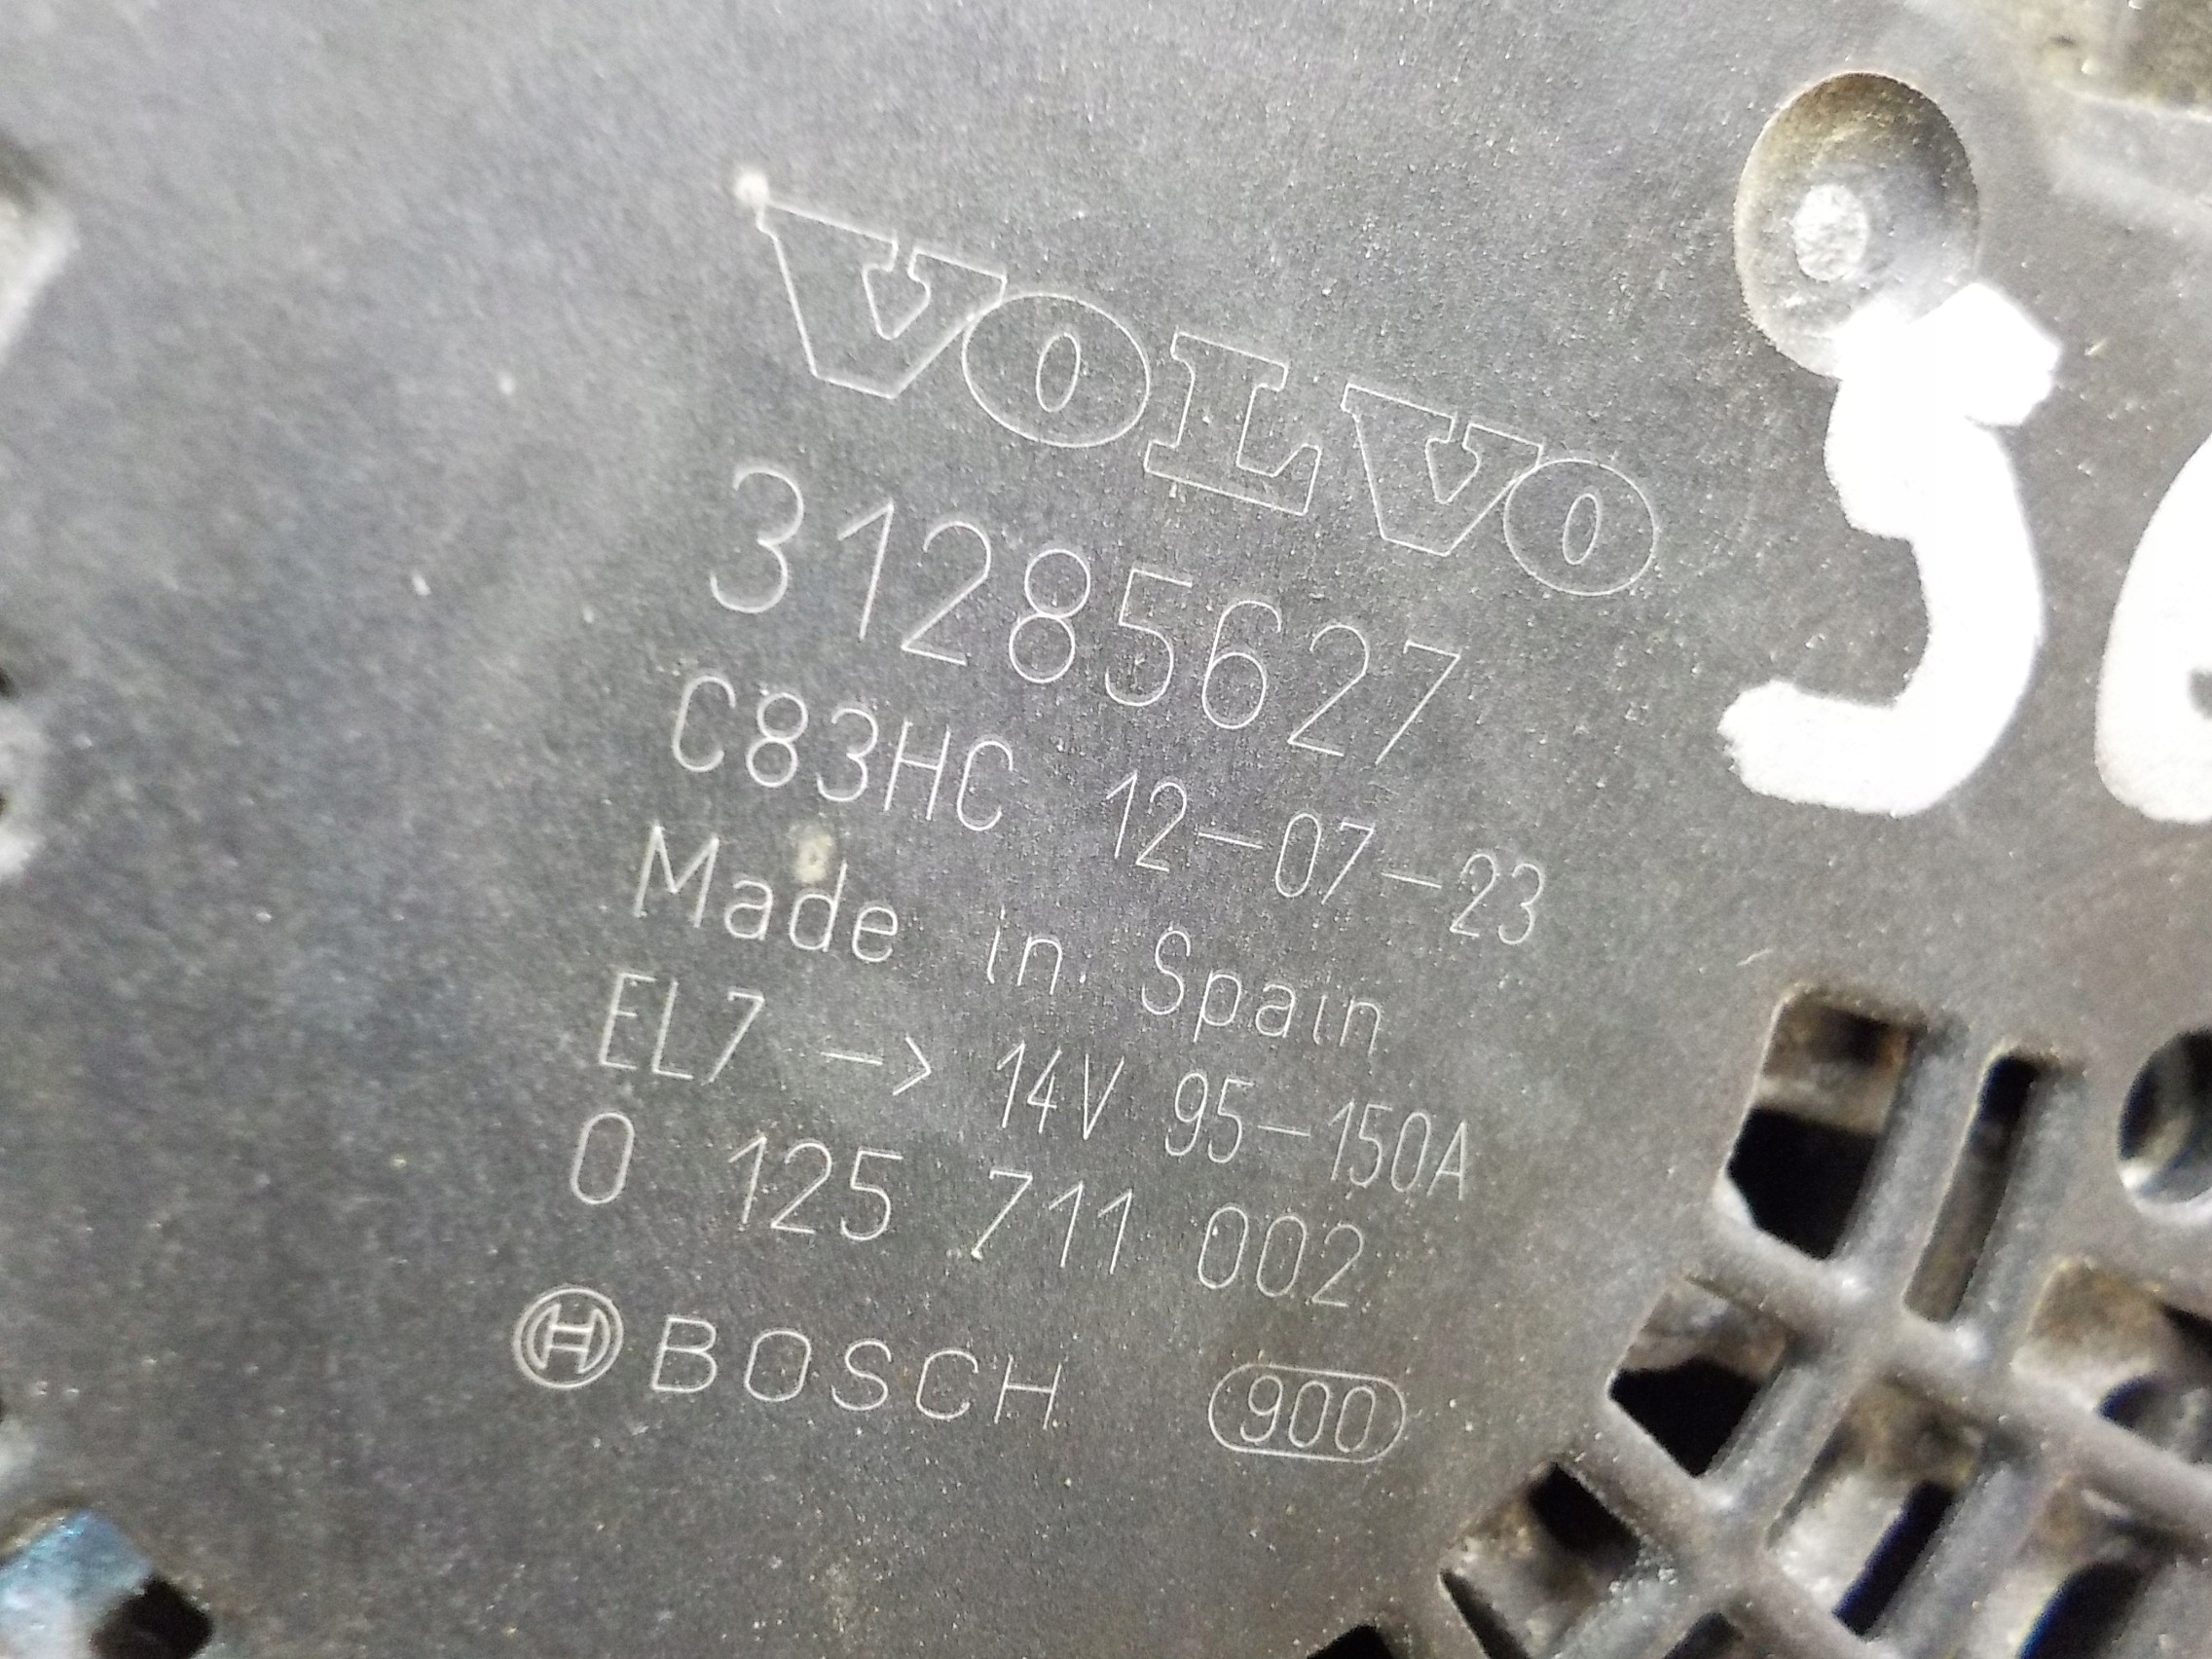 VOLVO
31285627
C83HC 12-07-23
Made in Spain
EL7 -> 14V 95-150A
0 125 711 002
BOSCH 900